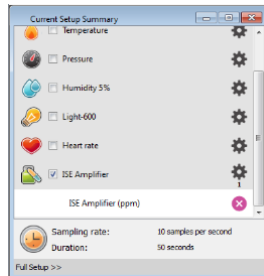 Current Setup Summary
Temperature
Pressure
Humidity 5%
Light-600
Heart rate
ISE Amplifier
1
ISE Amplifier (ppm)
Sampling rate: 10 samples per second
Duration: 50 seconds
Full Setup >>